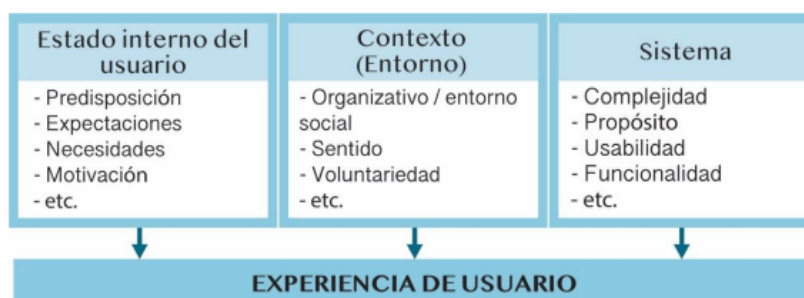 Estado interno del
usuario
- Predisposición
- Expectaciones
- Necesidades
- Motivación
- etc.
Contexto
(Entorno)
- Organizativo / entorno
social
- Sentido
- Voluntariedad
- etc.
Sistema
- Complejidad
- Propósito
- Usabilidad
- Funcionalidad
- etc.
EXPERIENCIA DE USUARIO